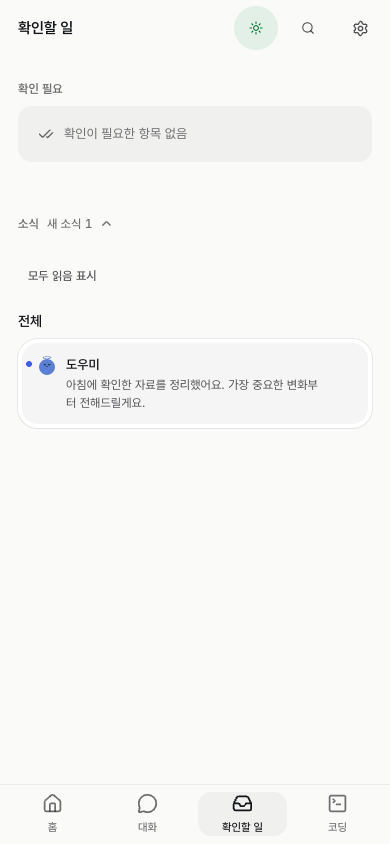 확인할 일
확인 필요
확인이 필요한 항목 없음
소식 새 소식 1
모두 읽음 표시
전체
도우미
아침에 확인한 자료를 정리했어요. 가장 중요한 변화부
터 전해드릴게요.
홈 대화 확인할 일 코딩